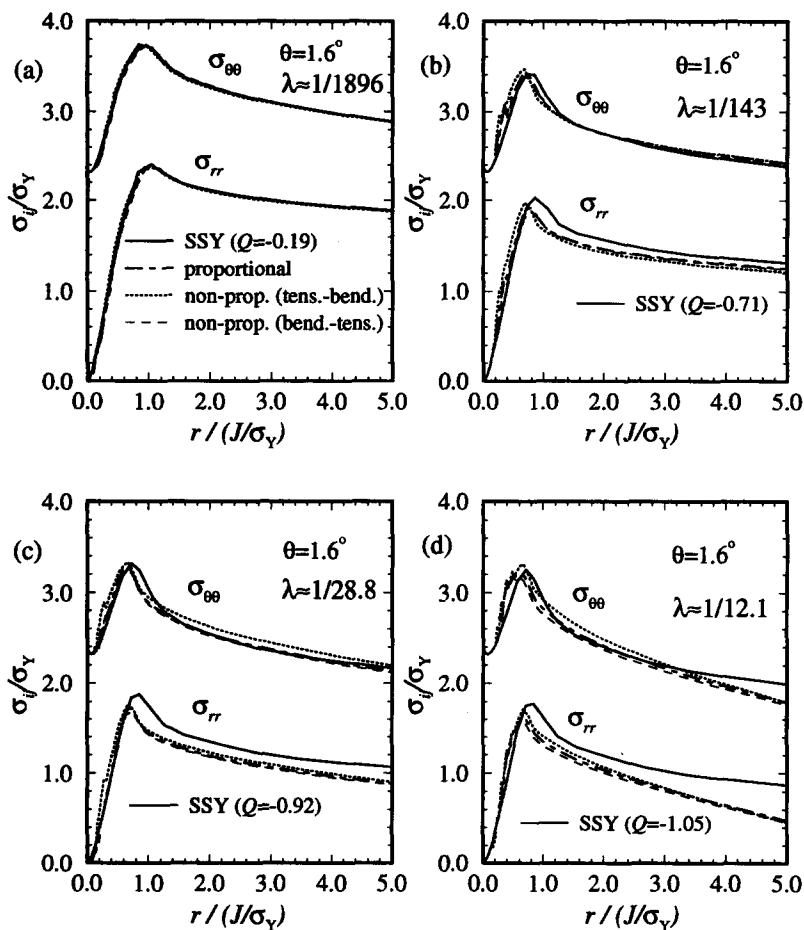 (a)
σθθ
θ=1.6°
λ≈1/1896
σrr
SSY (Q=-0.19)
proportional
non-prop. (tens.-bend.)
non-prop. (bend.-tens.)
4.0
3.0
2.0
1.0
0.0
σij/σY
0.0 1.0 2.0 3.0 4.0 5.0
r / (J/σY)
(b)
σθθ
θ=1.6°
λ≈1/143
σrr
SSY (Q=-0.71)
4.0
3.0
2.0
1.0
0.0
σij/σY
0.0 1.0 2.0 3.0 4.0 5.0
r / (J/σY)
(c)
σθθ
θ=1.6°
λ≈1/28.8
σrr
SSY (Q=-0.92)
4.0
3.0
2.0
1.0
0.0
σij/σY
0.0 1.0 2.0 3.0 4.0 5.0
r / (J/σY)
(d)
σθθ
θ=1.6°
λ≈1/12.1
σrr
SSY (Q=-1.05)
4.0
3.0
2.0
1.0
0.0
σij/σY
0.0 1.0 2.0 3.0 4.0 5.0
r / (J/σY)